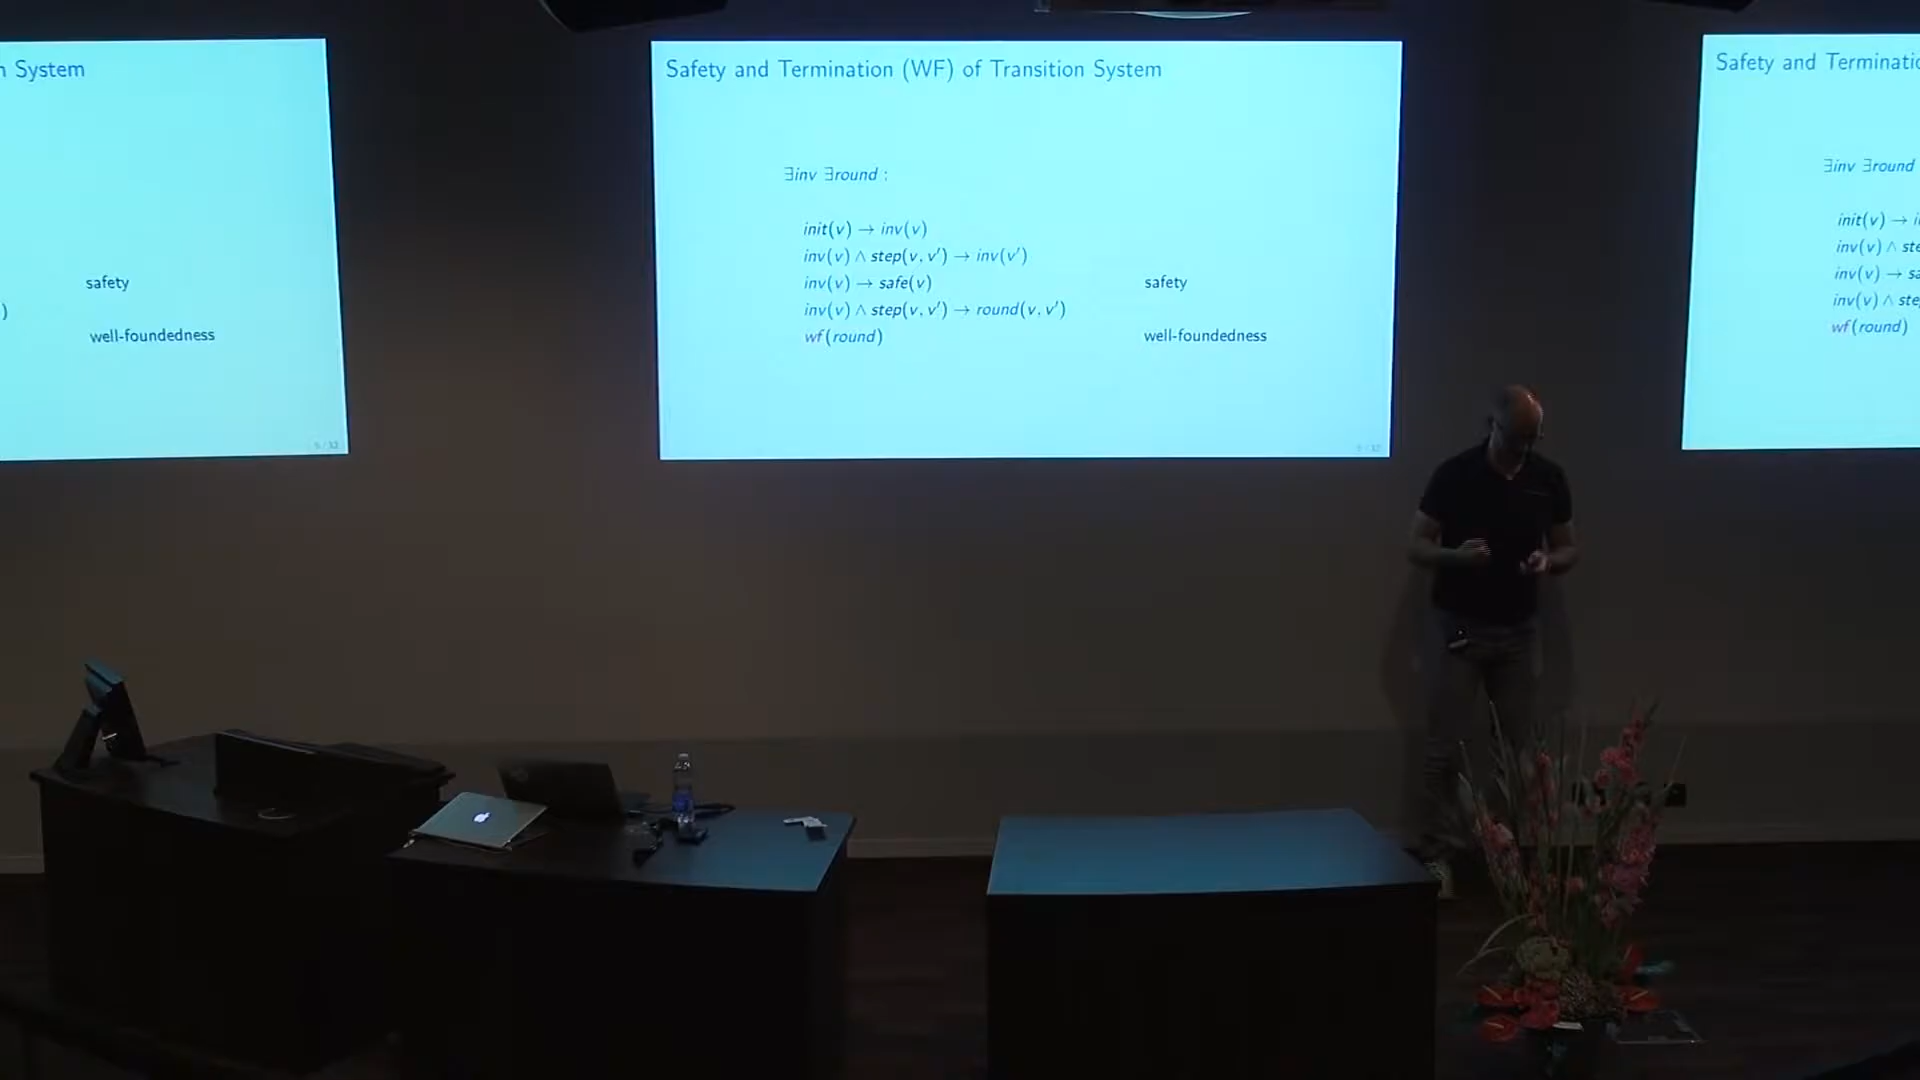 n System
safety
)
well-foundedness
Safety and Termination (WF) of Transition System
∃inv ∃round :
init(v) → inv(v)
inv(v) ∧ step(v, v′) → inv(v′)
inv(v) → safe(v) safety
inv(v) ∧ step(v, v′) → round(v, v′)
wf(round) well-foundedness
Safety and Terminatio
∃inv ∃round
init(v) → i
inv(v) ∧ ste
inv(v) → sa
inv(v) ∧ ste
wf(round)